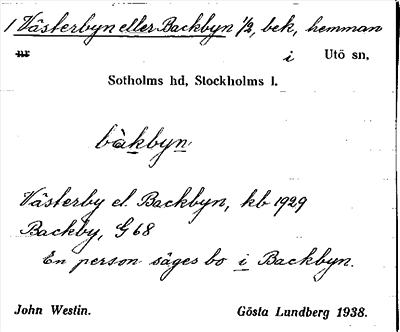 1 Västerbyn eller Backbyn 1/2, bek, hemman
nr i Utö sn,
Sotholms hd, Stockholms l.
bàkbyn
Västerby el. Backbyn, kb 1929
Backby, G 68
En person säges bo i Backbyn.
John Westin. Gösta Lundberg 1938.